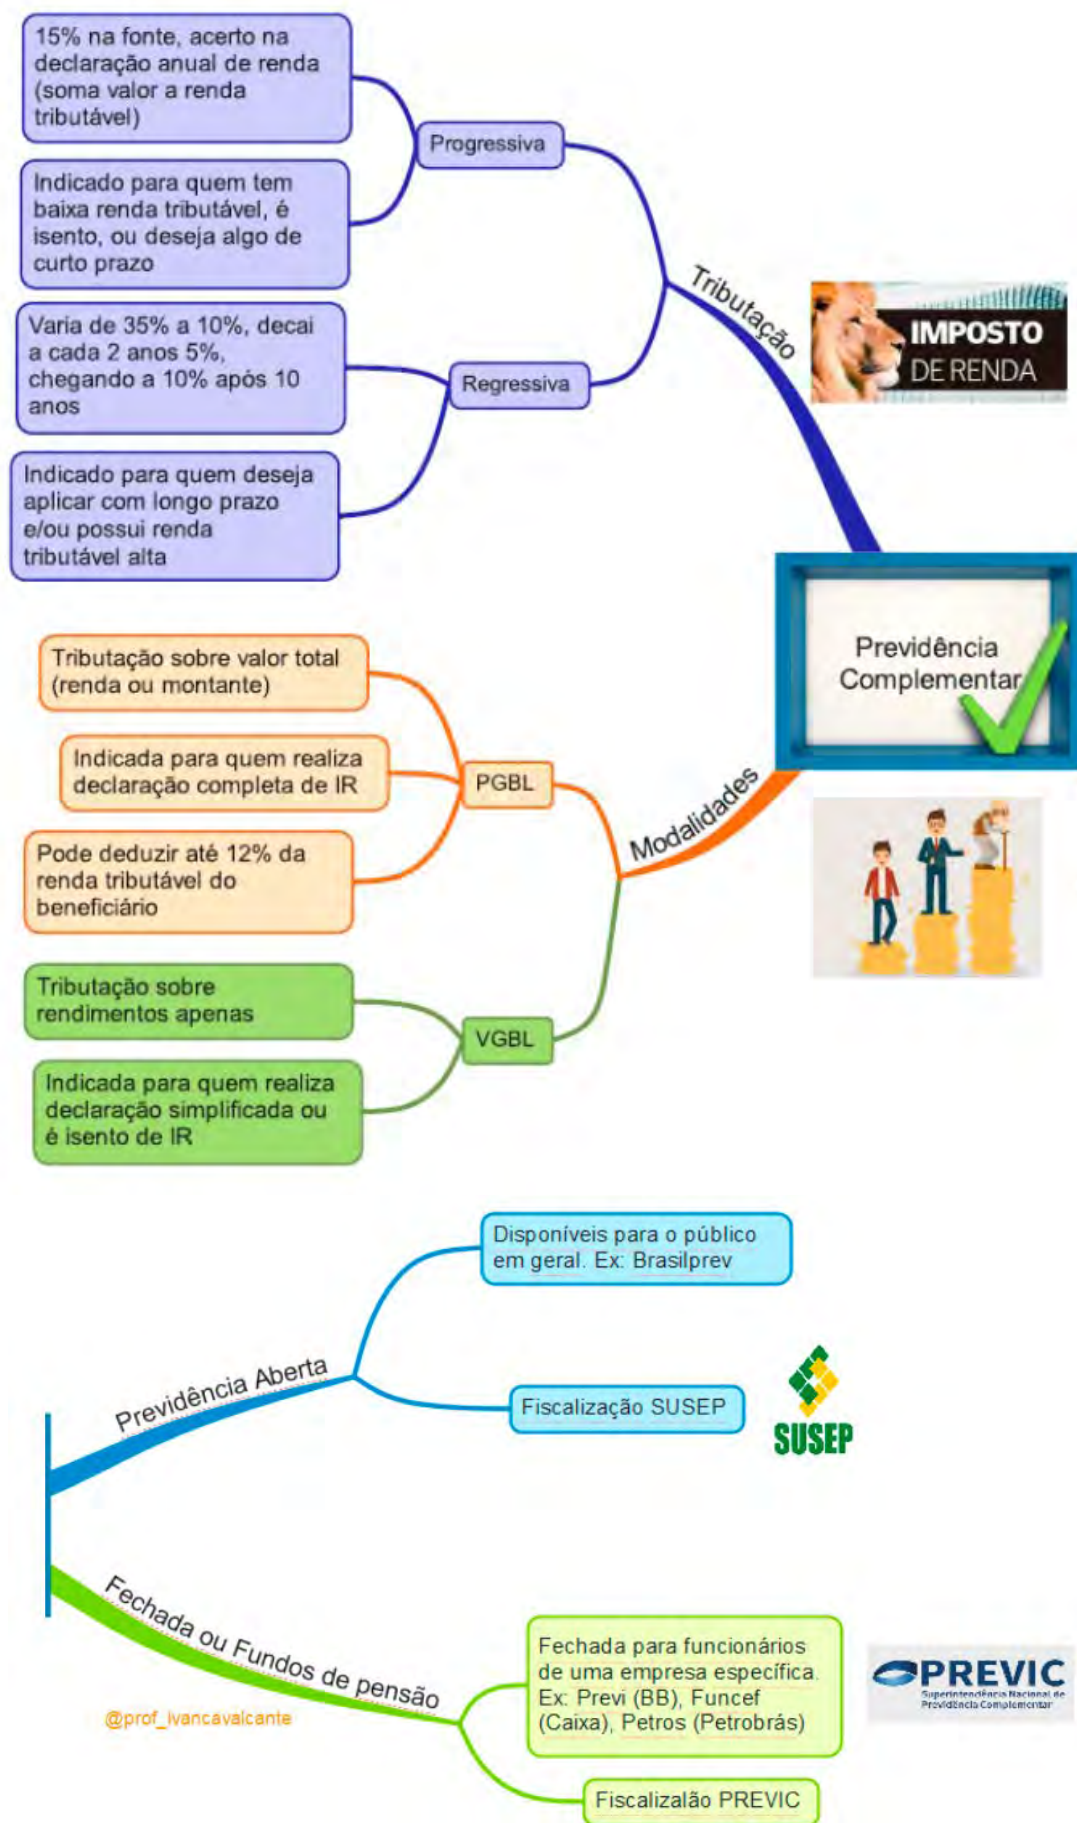 15% na fonte, acerto na
declaração anual de renda
(soma valor a renda
tributável)
Progressiva
Indicado para quem tem
baixa renda tributável, é
isento, ou deseja algo de
curto prazo
Tributação
IMPOSTO
DE RENDA
Varia de 35% a 10%, decai
a cada 2 anos 5%,
chegando a 10% após 10
anos
Regressiva
Indicado para quem deseja
aplicar com longo prazo
e/ou possui renda
tributável alta
Previdência
Complementar
Tributação sobre valor total
(renda ou montante)
Indicada para quem realiza
declaração completa de IR
PGBL
Modalidades
Pode deduzir até 12% da
renda tributável do
beneficiário
Tributação sobre
rendimentos apenas
VGBL
Indicada para quem realiza
declaração simplificada ou
é isento de IR
Disponíveis para o público
em geral. Ex: Brasilprev
Previdência Aberta
Fiscalização SUSEP
SUSEP
Fechada ou Fundos de pensão
Fechada para funcionários
de uma empresa específica.
Ex: Previ (BB), Funcef
(Caixa), Petros (Petrobrás)
PREVIC
Superintendência Nacional de
Previdência Complementar
@prof_ivancavalcante
Fiscalizalão PREVIC